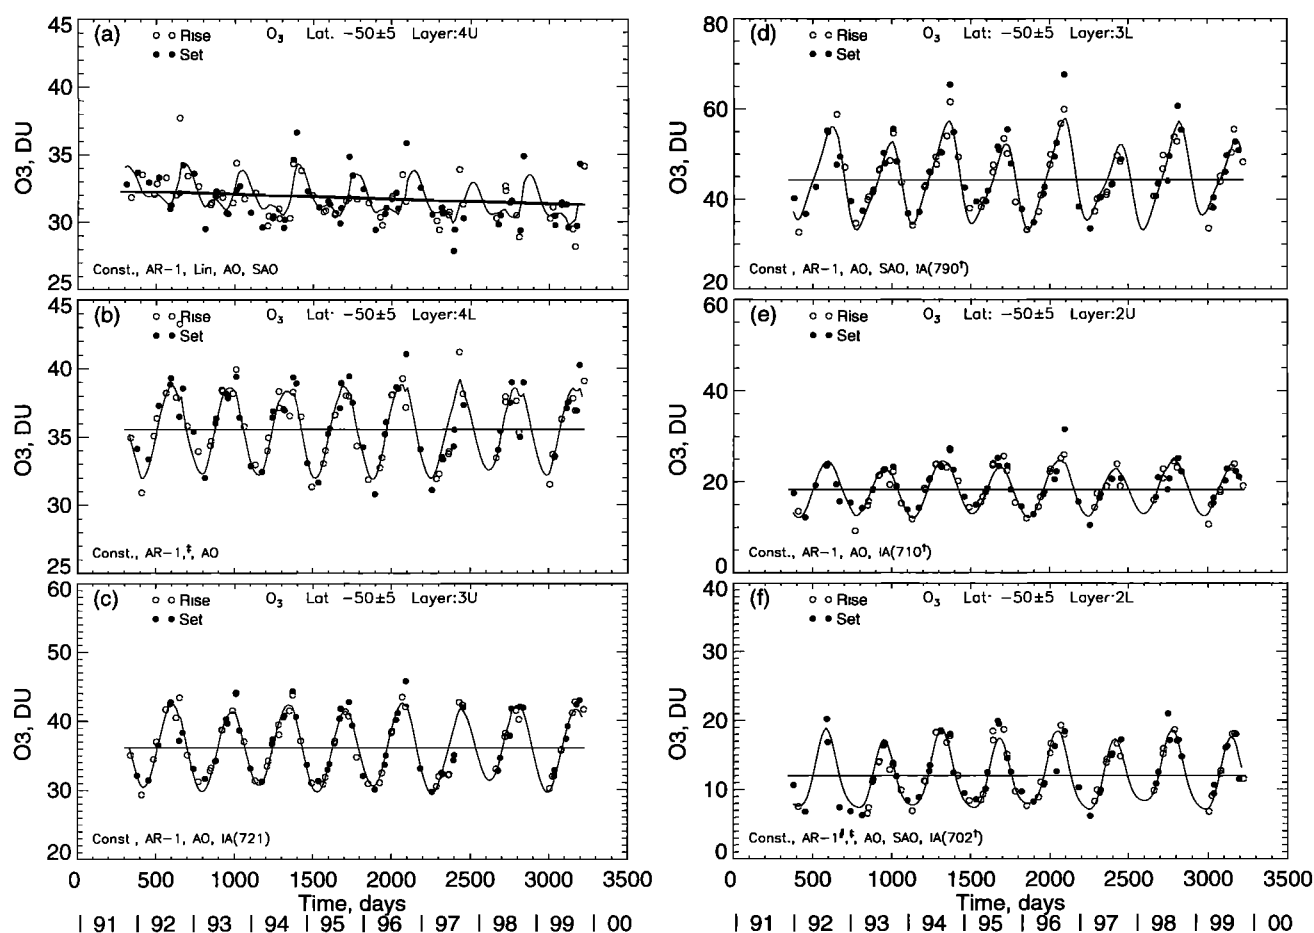 (a) ○ ○ Rise O₃ Lat. −50±5 Layer:4U
● ● Set
45
40
35
30
25
O3, DU
Const., AR−1, Lin, AO, SAO
(b) ○ ○ Rise O₃ Lat· −50±5 Layer:4L
● ● Set
45
40
35
30
25
O3, DU
Const., AR−1,‡, AO
(c) ○ ○ Rise O₃ Lat −50±5 Layer:3U
● ● Set
60
50
40
30
20
O3, DU
Const , AR−1, AO, IA(721)
0 500 1000 1500 2000 2500 3000 3500
Time, days
| 91 | 92 | 93 | 94 | 95 | 96 | 97 | 98 | 99 | 00
(d) ○ ○ Rise O₃ Lat: −50±5 Layer:3L
● ● Set
80
60
40
20
O3, DU
Const , AR−1, AO, SAO, IA(790†)
(e) ○ ○ Rise O₃ Lat: −50±5 Layer:2U
● ● Set
60
40
20
0
O3, DU
Const., AR−1, AO, IA(710†)
(f) ○ ○ Rise O₃ Lat· −50±5 Layer:2L
● ● Set
40
30
20
10
0
O3, DU
Const., AR−1#,‡, AO, SAO, IA(702†)
0 500 1000 1500 2000 2500 3000 3500
Time, days
| 91 | 92 | 93 | 94 | 95 | 96 | 97 | 98 | 99 | 00